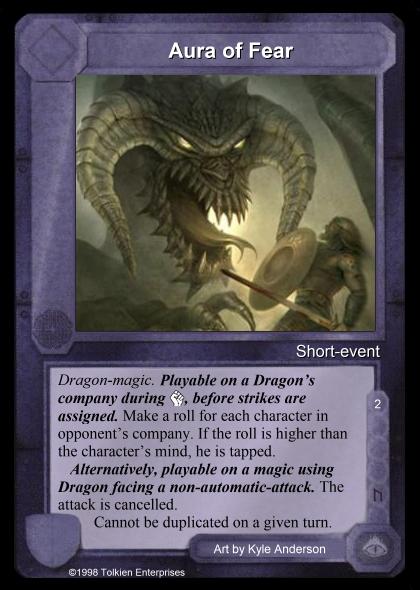 Aura of Fear
Short-event
Dragon-magic. Playable on a Dragon's
company during , before strikes are
assigned. Make a roll for each character in
opponent's company. If the roll is higher than
the character's mind, he is tapped.
Alternatively, playable on a magic using
Dragon facing a non-automatic-attack. The
attack is cancelled.
Cannot be duplicated on a given turn.
2
Art by Kyle Anderson
©1998 Tolkien Enterprises